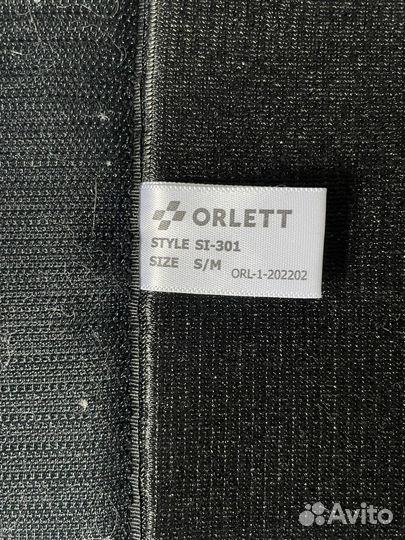 ORLETT
STYLE SI-301
SIZE S/M
ORL-1-202202
Avito